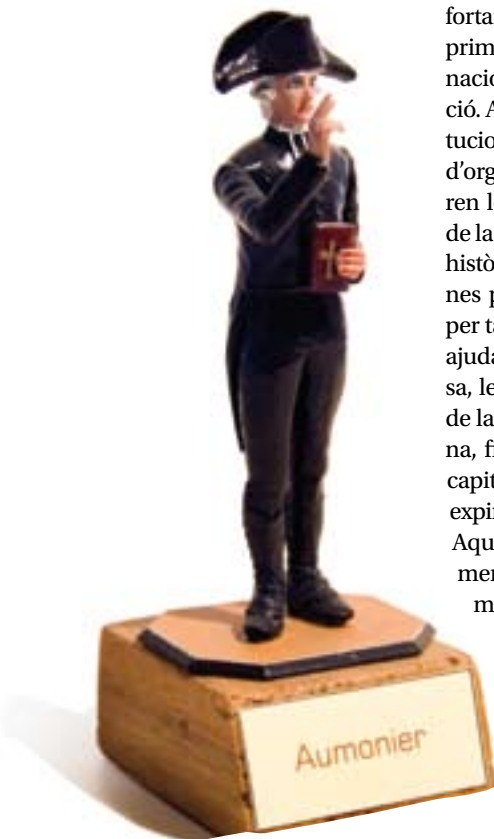 forta
prim
nacio
ció. A
tucio
d'org
ren l
de la
histò
nes p
per ta
ajuda
sa, le
de la
na, fi
capit
expir
Aqu
men
m
Aumonier